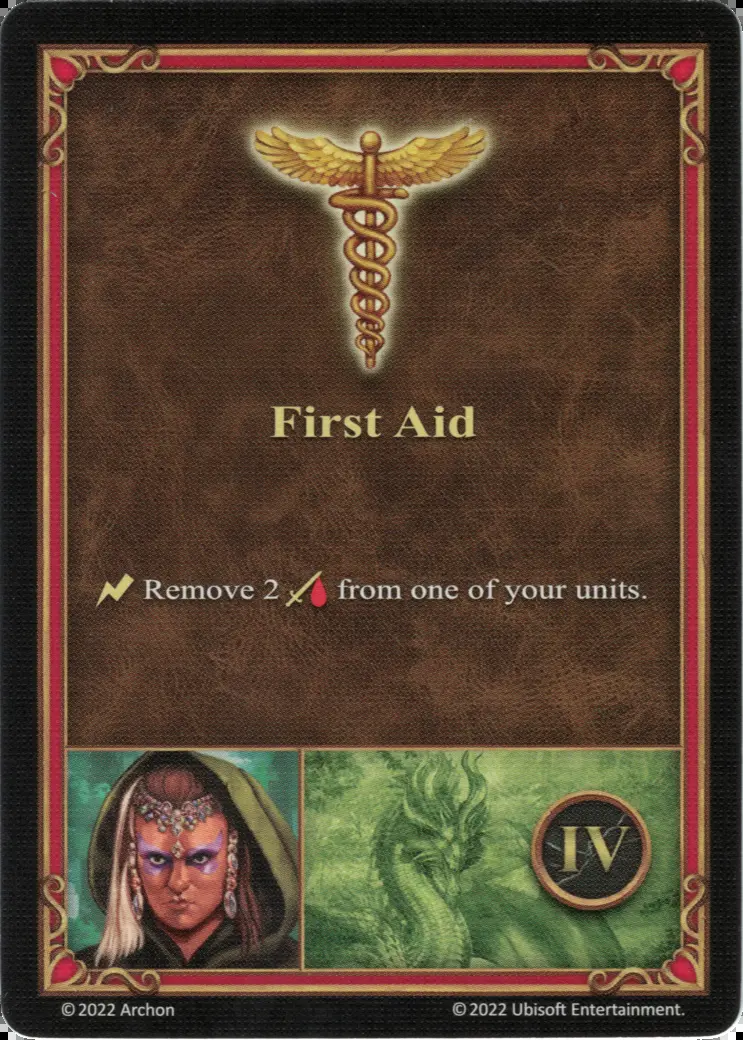 First Aid
Remove 2 from one of your units.
IV
© 2022 Archon
© 2022 Ubisoft Entertainment.